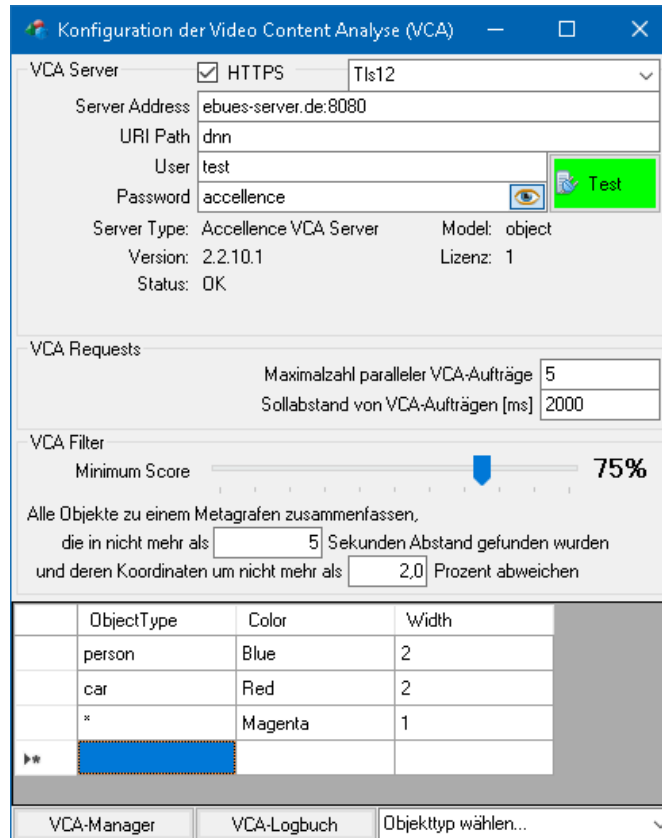 Konfiguration der Video Content Analyse (VCA)
VCA Server HTTPS Tls12
Server Address ebues-server.de:8080
URI Path dnn
User test
Test
Password accellence
Server Type: Accellence VCA Server Model: object
Version: 2.2.10.1 Lizenz: 1
Status: OK
VCA Requests
Maximalzahl paralleler VCA-Aufträge 5
Sollabstand von VCA-Aufträgen [ms] 2000
VCA Filter
Minimum Score 75%
Alle Objekte zu einem Metagrafen zusammenfassen,
die in nicht mehr als 5 Sekunden Abstand gefunden wurden
und deren Koordinaten um nicht mehr als 2,0 Prozent abweichen
ObjectType Color Width
person Blue 2
car Red 2
* Magenta 1
VCA-Manager VCA-Logbuch Objekttyp wählen...